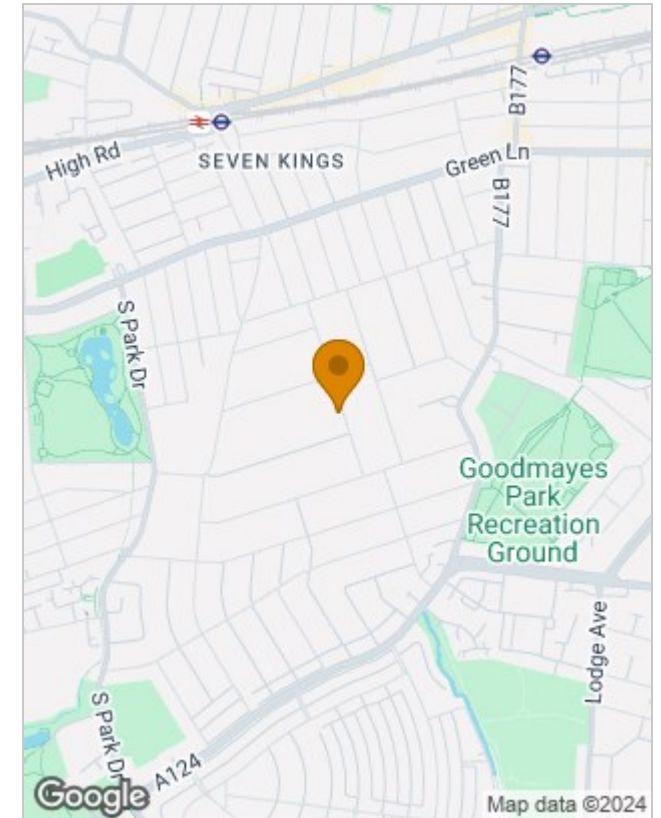 B177
High Rd
SEVEN KINGS
Green Ln
B177
S Park Dr
Goodmayes
Park
Recreation
Ground
Lodge Ave
S Park Dr
A124
Google
Map data ©2024